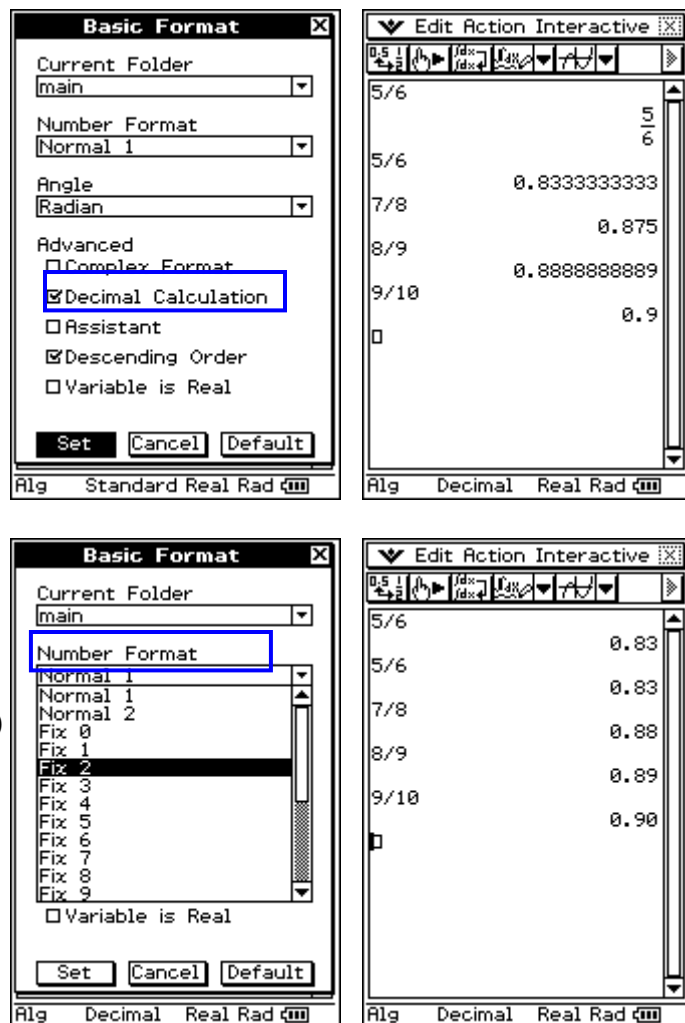 Basic Format
Current Folder
main
Number Format
Normal 1
Angle
Radian
Advanced
Complex Format
Decimal Calculation
Assistant
Descending Order
Variable is Real
Set Cancel Default
Alg Standard Real Rad
Edit Action Interactive
5/6
5
6
5/6
0.8333333333
7/8
0.875
8/9
0.8888888889
9/10
0.9
Alg Decimal Real Rad
Basic Format
Current Folder
main
Number Format
Normal 1
Normal 1
Normal 2
Fix 0
Fix 1
Fix 2
Fix 3
Fix 4
Fix 5
Fix 6
Fix 7
Fix 8
Fix 9
Variable is Real
Set Cancel Default
Alg Decimal Real Rad
)
Edit Action Interactive
5/6
0.83
5/6
0.83
7/8
0.88
8/9
0.89
9/10
0.90
Alg Decimal Real Rad